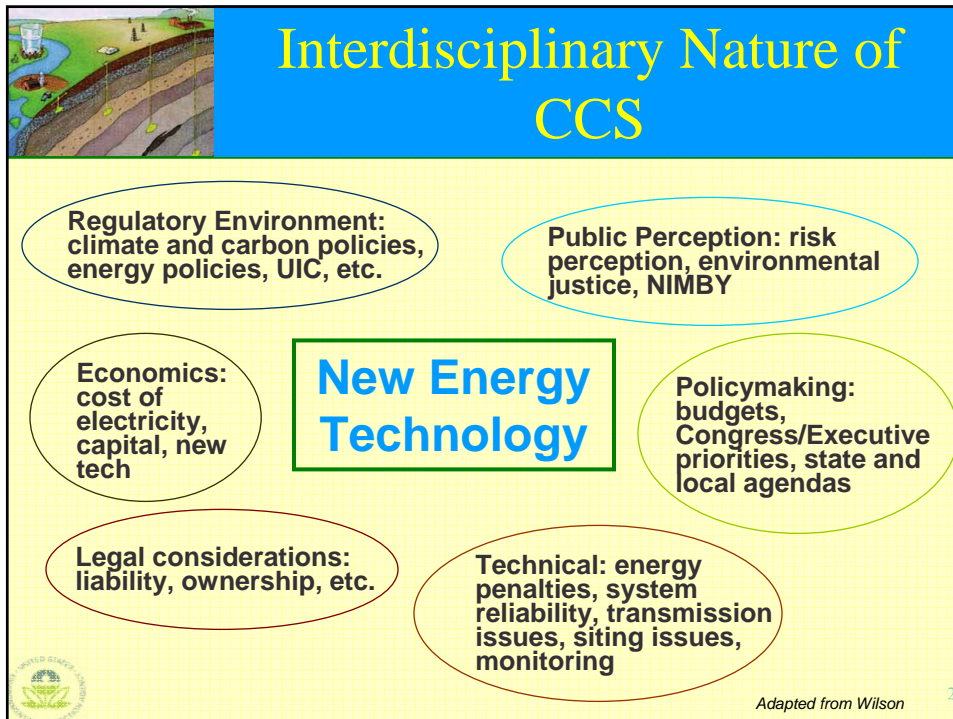 Interdisciplinary Nature of
CCS
Regulatory Environment:
climate and carbon policies,
energy policies, UIC, etc.
Public Perception: risk
perception, environmental
justice, NIMBY
Economics:
cost of
electricity,
capital, new
tech
New Energy
Technology
Policymaking:
budgets,
Congress/Executive
priorities, state and
local agendas
Legal considerations:
liability, ownership, etc.
Technical: energy
penalties, system
reliability, transmission
issues, siting issues,
monitoring
UNITED STATES
Adapted from Wilson
2